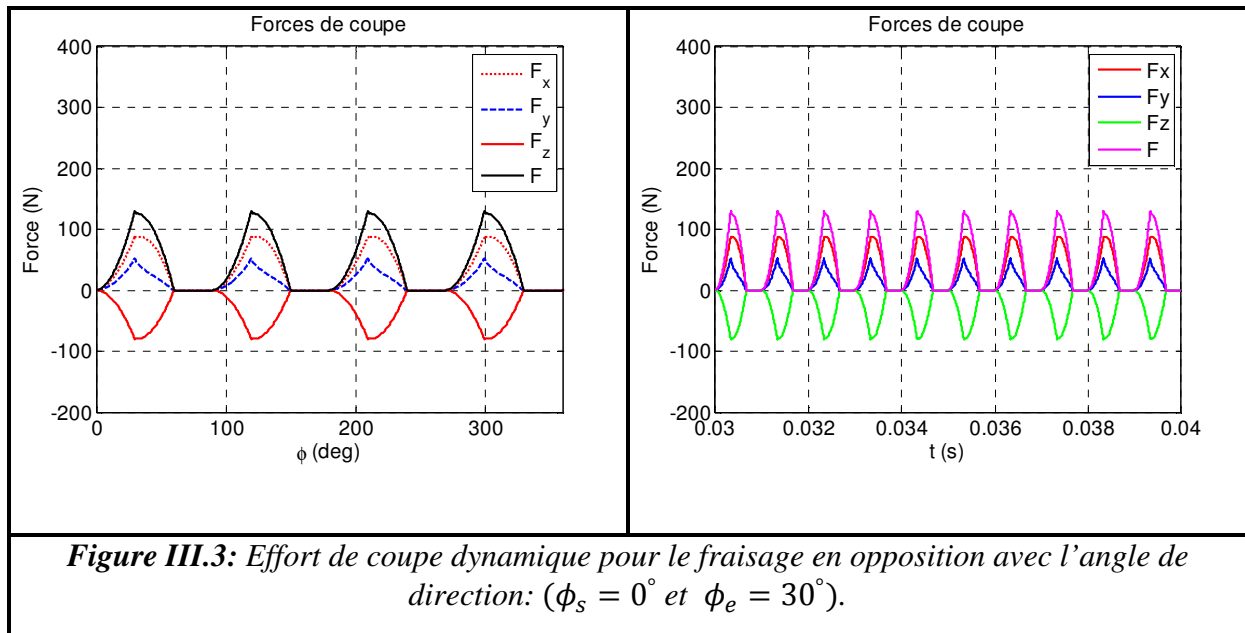 Forces de coupe
400
300
200
100
0
-100
-200
Force (N)
0 100 200 300
ϕ (deg)
F_x
F_y
F_z
F
Forces de coupe
400
300
200
100
0
-100
-200
Force (N)
0.03 0.032 0.034 0.036 0.038 0.04
t (s)
Fx
Fy
Fz
F
Figure III.3: Effort de coupe dynamique pour le fraisage en opposition avec l’angle de
direction: (ϕ_s = 0° et ϕ_e = 30°).